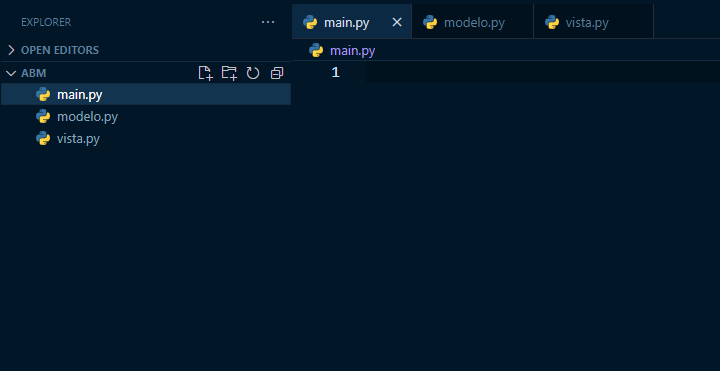 EXPLORER ···
OPEN EDITORS
ABM
main.py
modelo.py
vista.py
main.py modelo.py vista.py
main.py
1